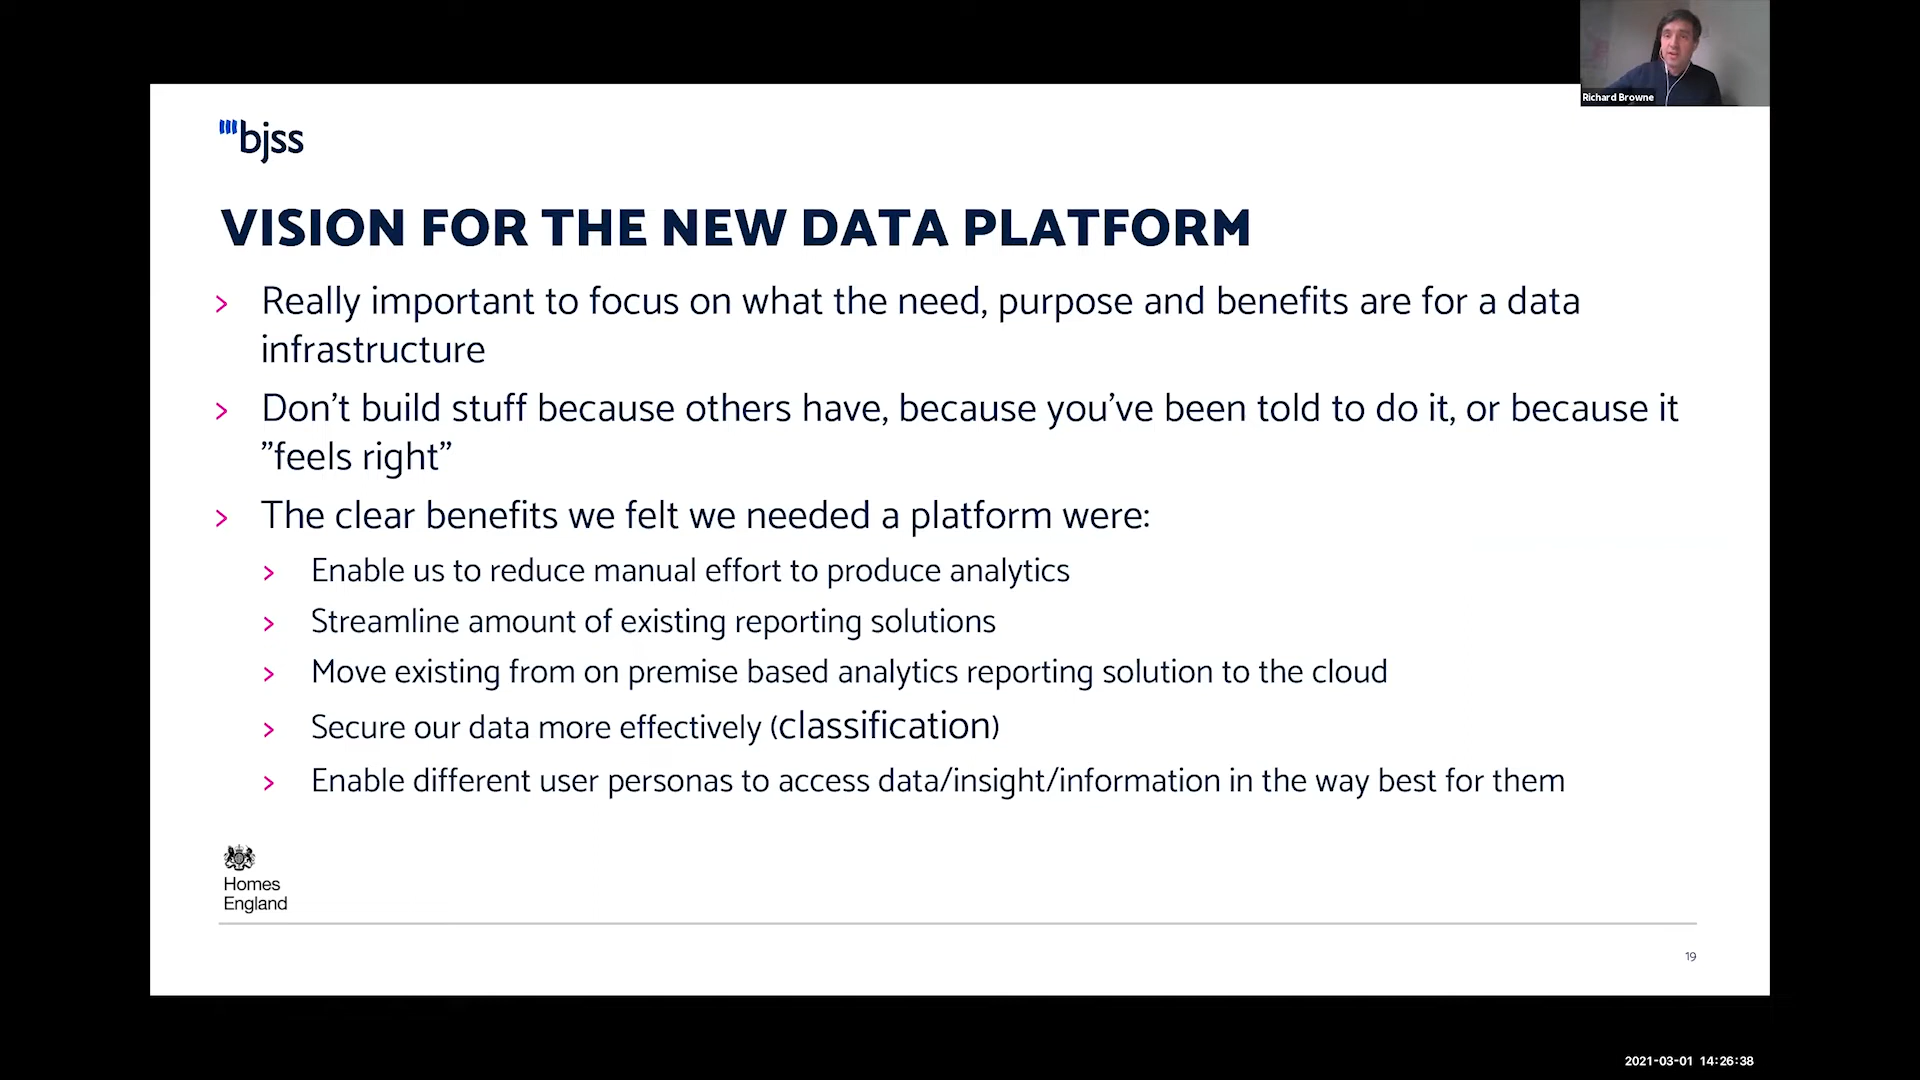 Richard Browne
bjss
VISION FOR THE NEW DATA PLATFORM
> Really important to focus on what the need, purpose and benefits are for a data
infrastructure
> Don’t build stuff because others have, because you’ve been told to do it, or because it
”feels right”
> The clear benefits we felt we needed a platform were:
> Enable us to reduce manual effort to produce analytics
> Streamline amount of existing reporting solutions
> Move existing from on premise based analytics reporting solution to the cloud
> Secure our data more effectively (classification)
> Enable different user personas to access data/insight/information in the way best for them
Homes
England
19
2021-03-01 14:26:38